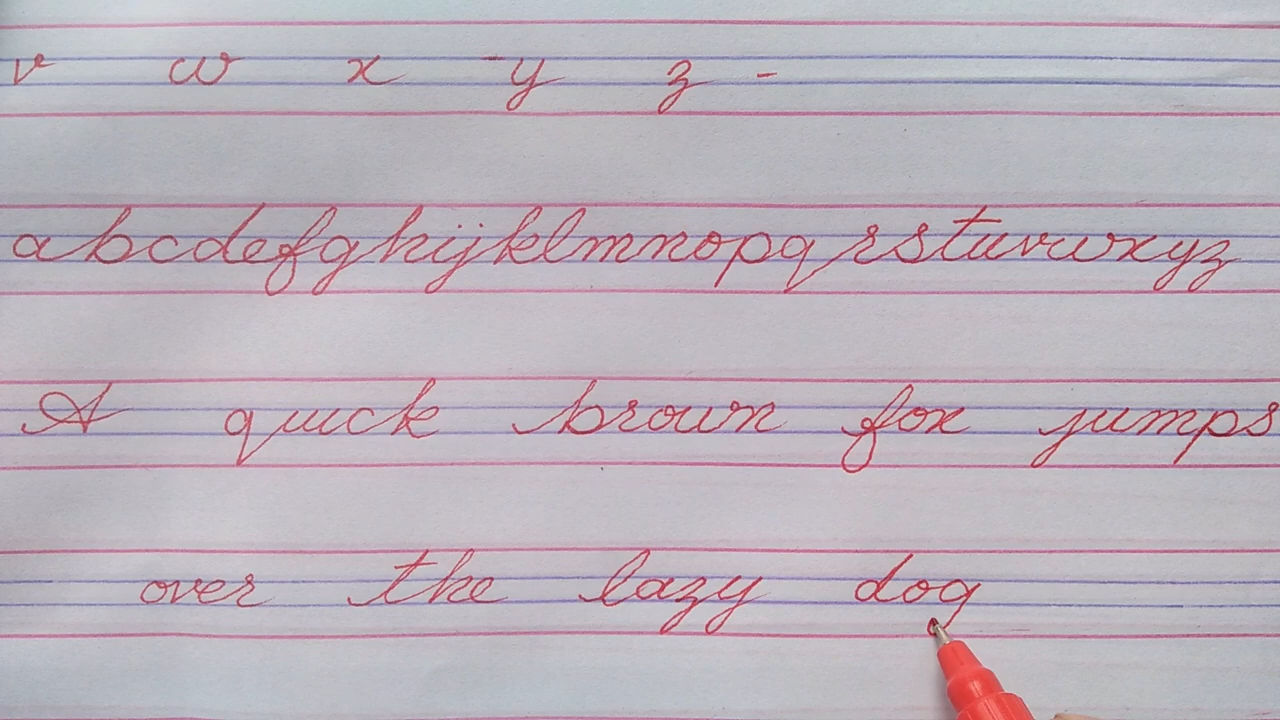 v w x y z -
abcdefghijklmnopqrstuvwxyz
A quick brown fox jumps
over the lazy dog